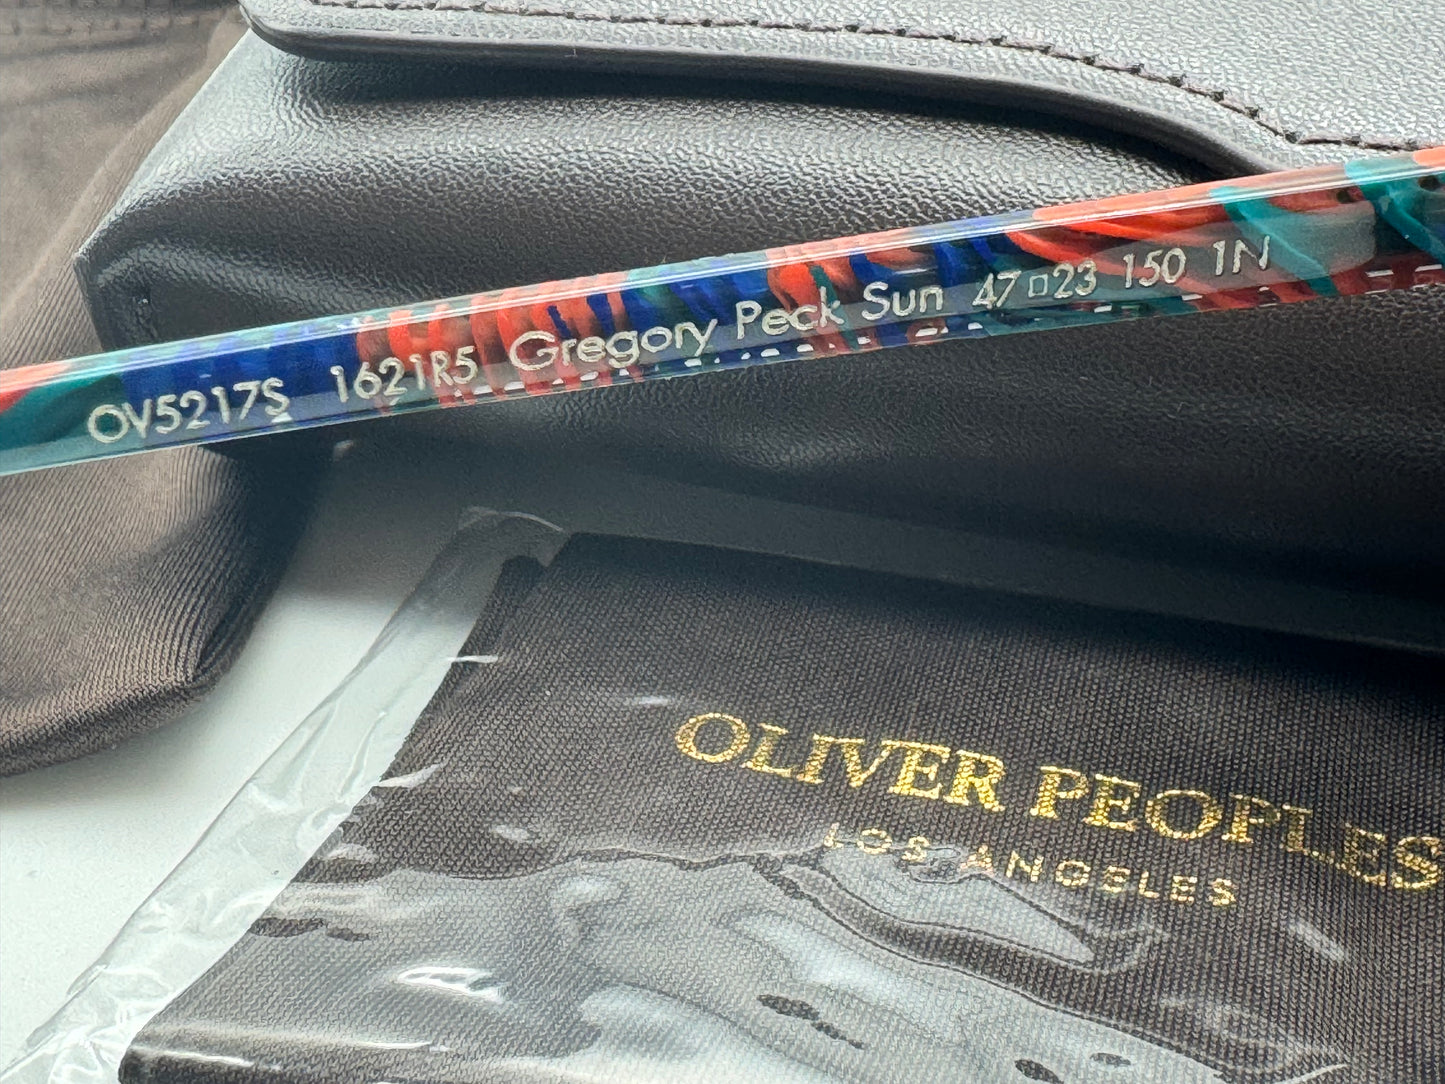 OV5217S 1621R5 Gregory Peck Sun 47□23 150 1N
OLIVER PEOPLES
LOS ANGELES